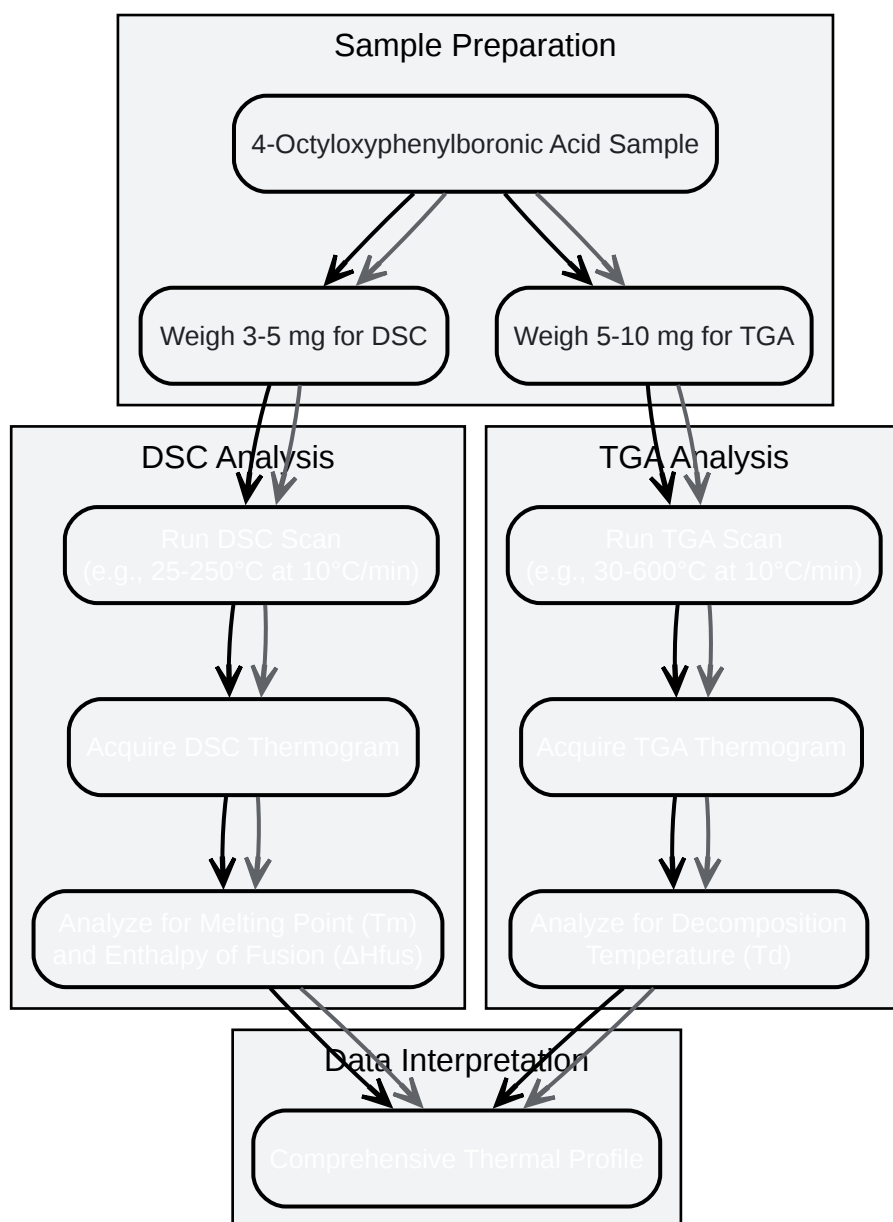 Sample Preparation
4-Octyloxyphenylboronic Acid Sample
Weigh 3-5 mg for DSC
Weigh 5-10 mg for TGA
DSC Analysis
Run DSC Scan
(e.g., 25-250°C at 10°C/min)
Acquire DSC Thermogram
Analyze for Melting Point (Tm)
and Enthalpy of Fusion (ΔHfus)
TGA Analysis
Run TGA Scan
(e.g., 30-600°C at 10°C/min)
Acquire TGA Thermogram
Analyze for Decomposition
Temperature (Td)
Data Interpretation
Comprehensive Thermal Profile